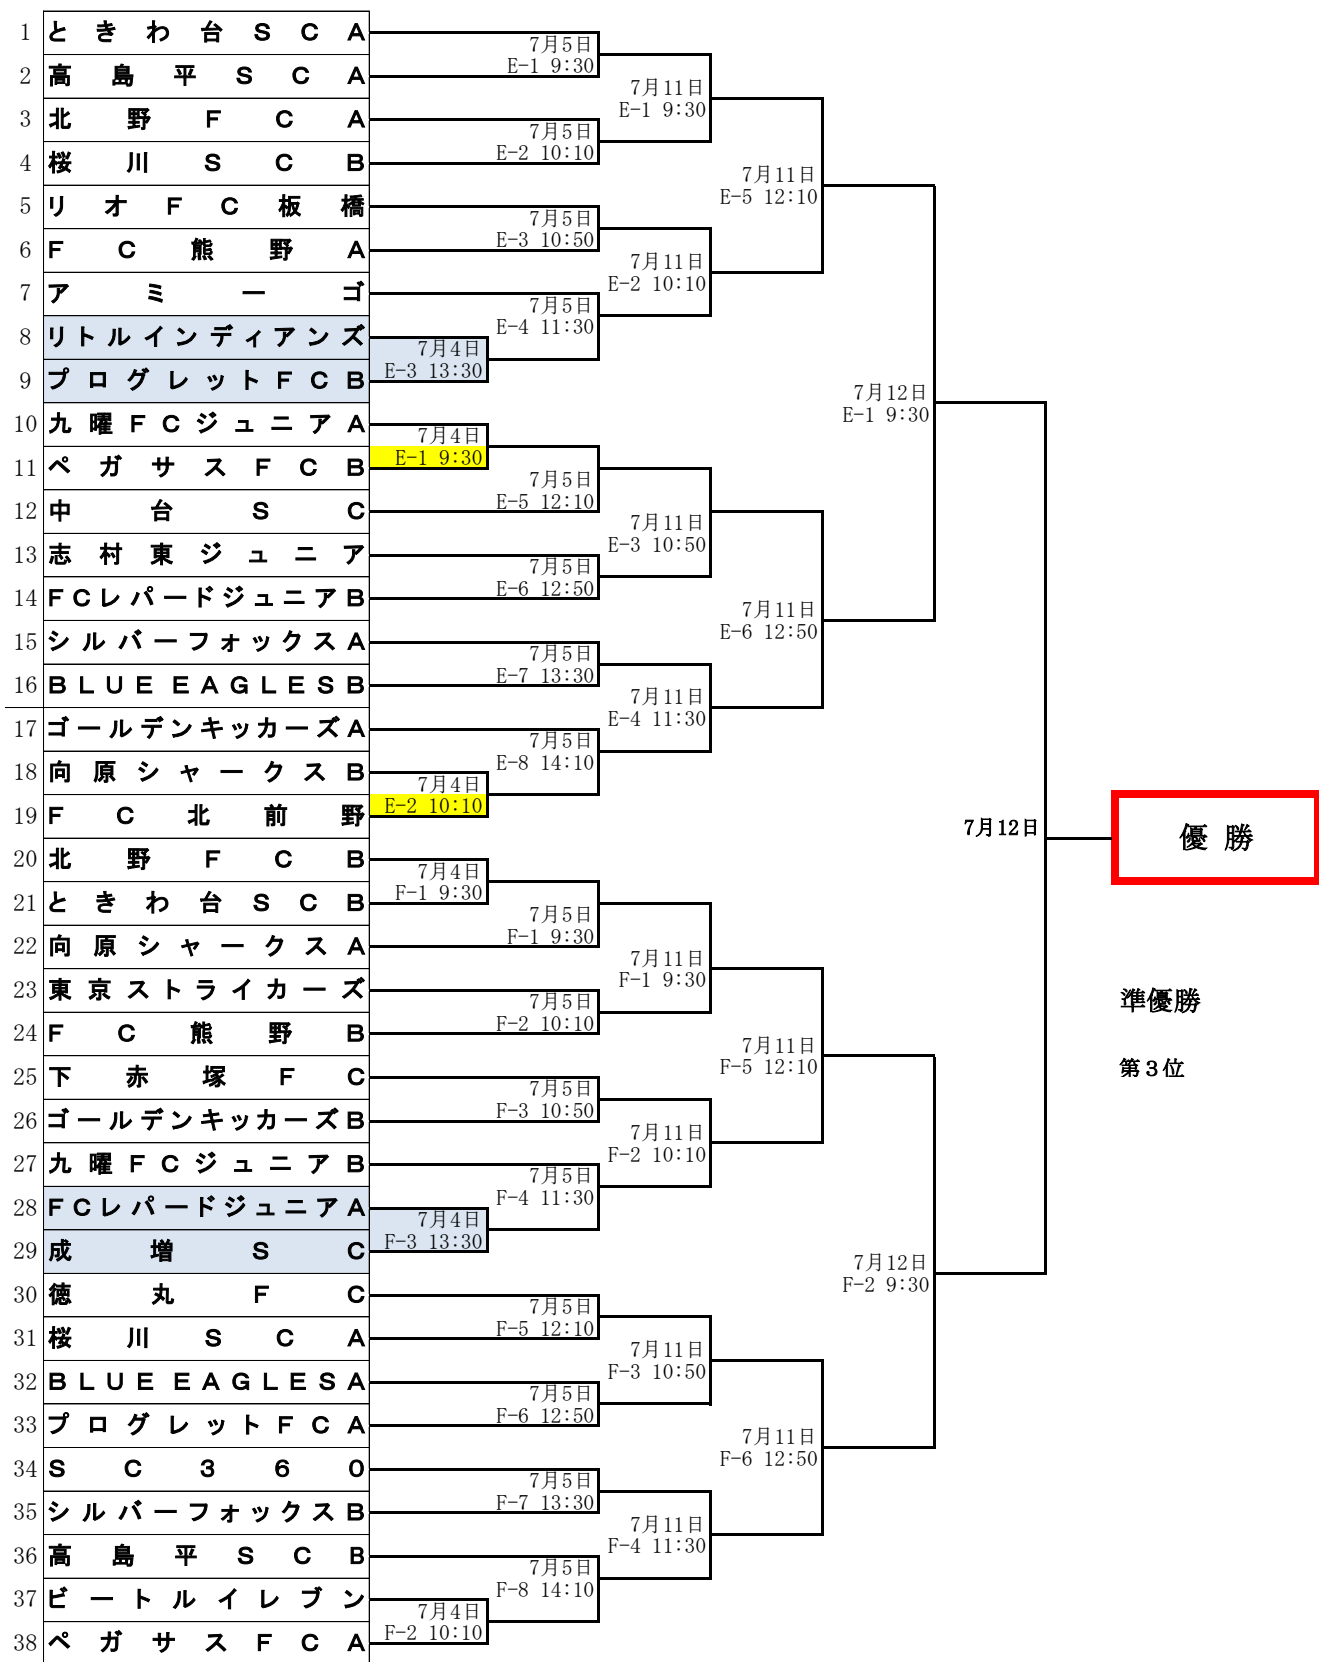 1 ときわ台ＳＣＡ
7月5日
E-1 9:30
2 高島平ＳＣＡ
7月11日
E-1 9:30
3 北野ＦＣＡ
7月5日
E-2 10:10
4 桜川ＳＣＢ
7月11日
E-5 12:10
5 リオＦＣ板橋
7月5日
E-3 10:50
6 ＦＣ熊野Ａ
7月11日
E-2 10:10
7 アミーゴ
7月5日
E-4 11:30
8 リトルインディアンズ
7月4日
E-3 13:30
9 プログレットＦＣＢ
7月12日
E-1 9:30
10 九曜ＦＣジュニアＡ
7月4日
E-1 9:30
11 ペガサスＦＣＢ
7月5日
E-5 12:10
12 中台ＳＣ
7月11日
E-3 10:50
13 志村東ジュニア
7月5日
E-6 12:50
14 ＦＣレパードジュニアＢ
7月11日
E-6 12:50
15 シルバーフォックスＡ
7月5日
E-7 13:30
16 ＢＬＵＥ ＥＡＧＬＥＳＢ
7月11日
E-4 11:30
17 ゴールデンキッカーズＡ
7月5日
E-8 14:10
18 向原シャークスＢ
7月4日
E-2 10:10
19 ＦＣ北前野
7月12日
優 勝
20 北野ＦＣＢ
7月4日
F-1 9:30
21 ときわ台ＳＣＢ
7月5日
F-1 9:30
22 向原シャークスＡ
7月11日
F-1 9:30
23 東京ストライカーズ
7月5日
F-2 10:10
準優勝
24 ＦＣ熊野Ｂ
7月11日
F-5 12:10
第３位
25 下赤塚ＦＣ
7月5日
F-3 10:50
26 ゴールデンキッカーズＢ
7月11日
F-2 10:10
27 九曜ＦＣジュニアＢ
7月5日
F-4 11:30
28 ＦＣレパードジュニアＡ
7月4日
F-3 13:30
29 成増ＳＣ
7月12日
F-2 9:30
30 徳丸ＦＣ
7月5日
F-5 12:10
31 桜川ＳＣＡ
7月11日
F-3 10:50
32 ＢＬＵＥ ＥＡＧＬＥＳＡ
7月5日
F-6 12:50
33 プログレットＦＣＡ
7月11日
F-6 12:50
34 ＳＣ３６０
7月5日
F-7 13:30
35 シルバーフォックスＢ
7月11日
F-4 11:30
36 高島平ＳＣＢ
7月5日
F-8 14:10
37 ビートルイレブン
7月4日
F-2 10:10
38 ペガサスＦＣＡ